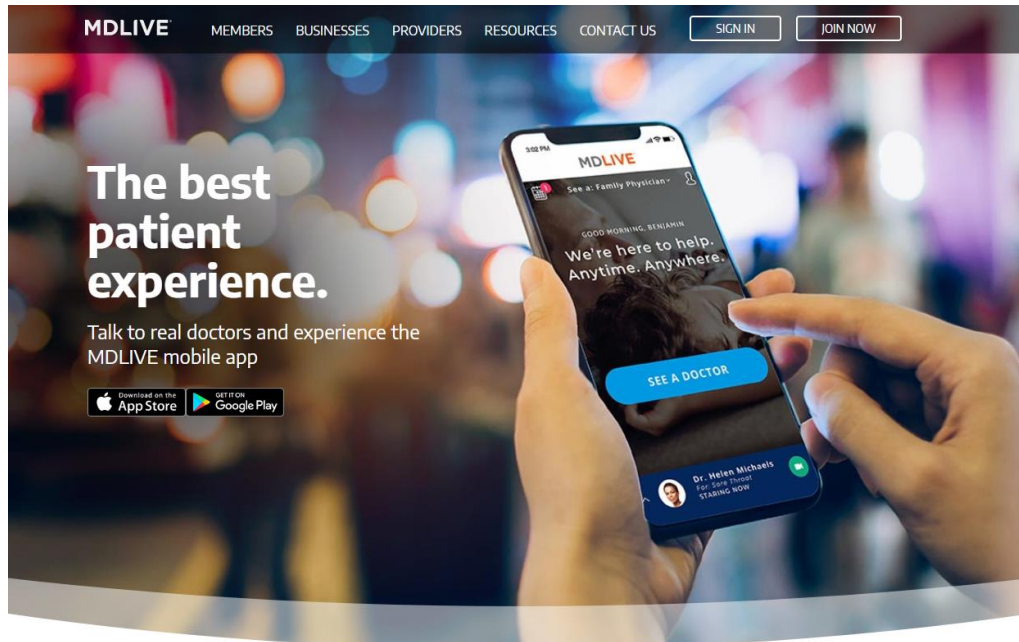 MDLIVE
MEMBERS BUSINESSES PROVIDERS RESOURCES CONTACT US SIGN IN JOIN NOW
The best
patient
experience.
Talk to real doctors and experience the
MDLIVE mobile app
Download on the
App Store
GET IT ON
Google Play
3:02 PM
MDLIVE
1
See a: Family Physician
GOOD MORNING, BENJAMIN
We're here to help.
Anytime. Anywhere.
SEE A DOCTOR
Dr. Helen Michaels
For: Sore Throat
STARING NOW